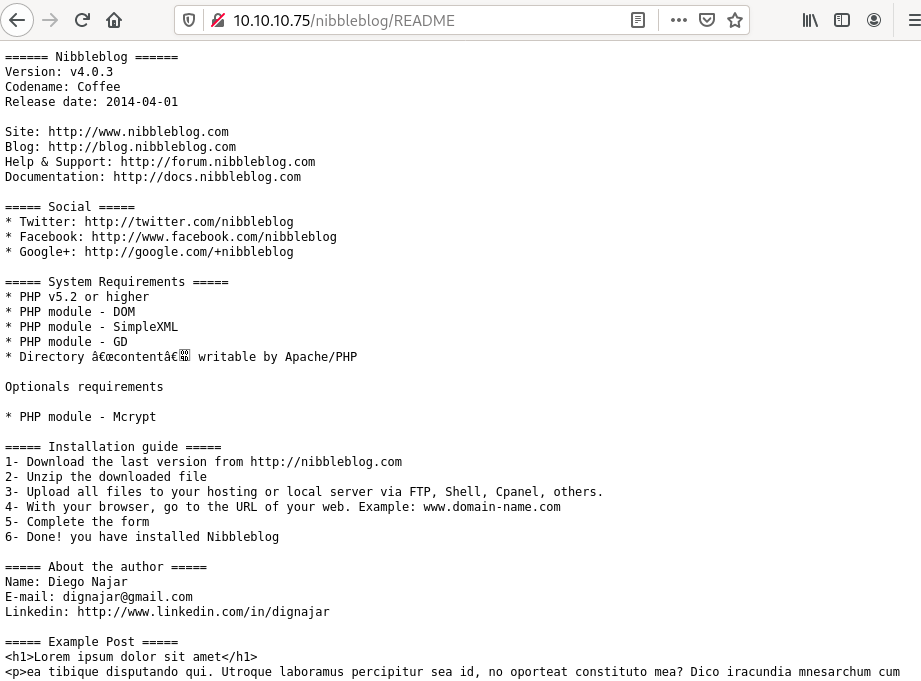 10.10.10.75/nibbleblog/README
====== Nibbleblog ======
Version: v4.0.3
Codename: Coffee
Release date: 2014-04-01
Site: http://www.nibbleblog.com
Blog: http://blog.nibbleblog.com
Help & Support: http://forum.nibbleblog.com
Documentation: http://docs.nibbleblog.com
===== Social =====
* Twitter: http://twitter.com/nibbleblog
* Facebook: http://www.facebook.com/nibbleblog
* Google+: http://google.com/+nibbleblog
===== System Requirements =====
* PHP v5.2 or higher
* PHP module - DOM
* PHP module - SimpleXML
* PHP module - GD
* Directory â€œcontentâ€ writable by Apache/PHP
Optionals requirements
* PHP module - Mcrypt
===== Installation guide =====
1- Download the last version from http://nibbleblog.com
2- Unzip the downloaded file
3- Upload all files to your hosting or local server via FTP, Shell, Cpanel, others.
4- With your browser, go to the URL of your web. Example: www.domain-name.com
5- Complete the form
6- Done! you have installed Nibbleblog
===== About the author =====
Name: Diego Najar
E-mail: dignajar@gmail.com
Linkedin: http://www.linkedin.com/in/dignajar
===== Example Post =====
<h1>Lorem ipsum dolor sit amet</h1>
<p>ea tibique disputando qui. Utroque laboramus percipitur sea id, no oporteat constituto mea? Dico iracundia mnesarchum cum